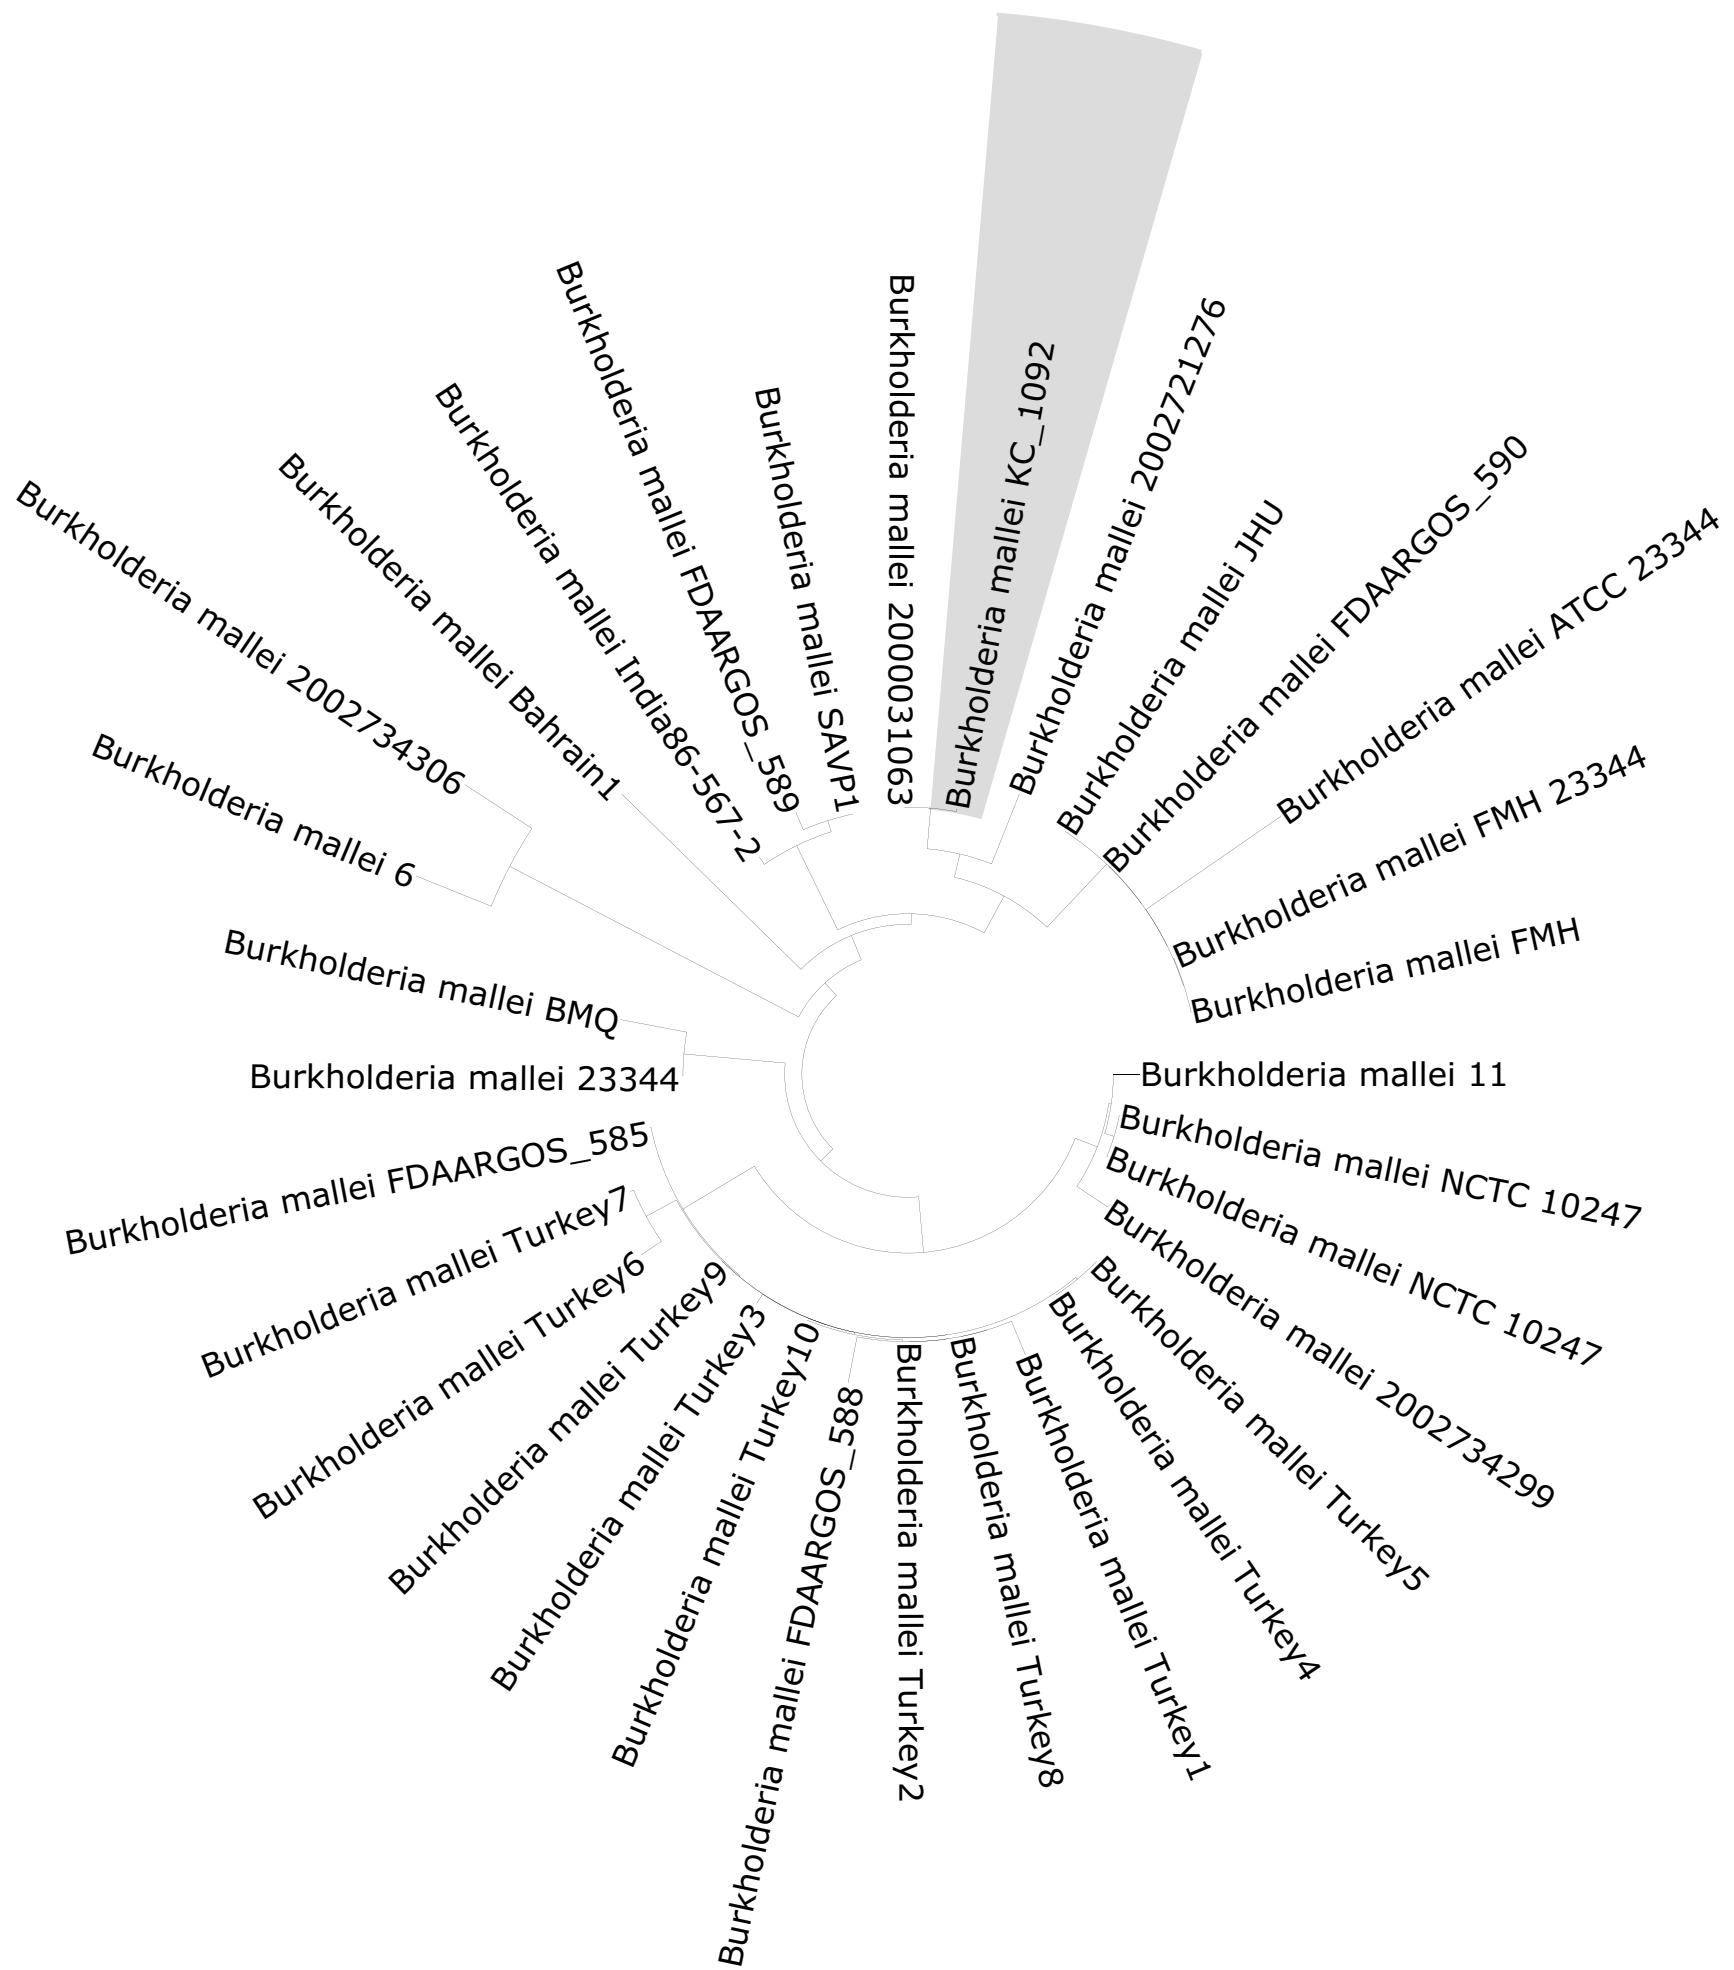 Burkholderia mallei 2000031063
Burkholderia mallei KC_1092
Burkholderia mallei 2002721276
Burkholderia mallei JHU
Burkholderia mallei FDAARGOS_590
Burkholderia mallei ATCC 23344
Burkholderia mallei FMH 23344
Burkholderia mallei FMH
Burkholderia mallei 11
Burkholderia mallei NCTC 10247
Burkholderia mallei NCTC 10247
Burkholderia mallei 2002734299
Burkholderia mallei Turkey5
Burkholderia mallei Turkey4
Burkholderia mallei Turkey1
Burkholderia mallei Turkey8
Burkholderia mallei Turkey2
Burkholderia mallei FDAARGOS_588
Burkholderia mallei Turkey10
Burkholderia mallei Turkey3
Burkholderia mallei Turkey9
Burkholderia mallei Turkey6
Burkholderia mallei Turkey7
Burkholderia mallei FDAARGOS_585
Burkholderia mallei 23344
Burkholderia mallei BMQ
Burkholderia mallei 6
Burkholderia mallei 2002734306
Burkholderia mallei Bahrain1
Burkholderia mallei India86-567-2
Burkholderia mallei FDAARGOS_589
Burkholderia mallei SAVP1